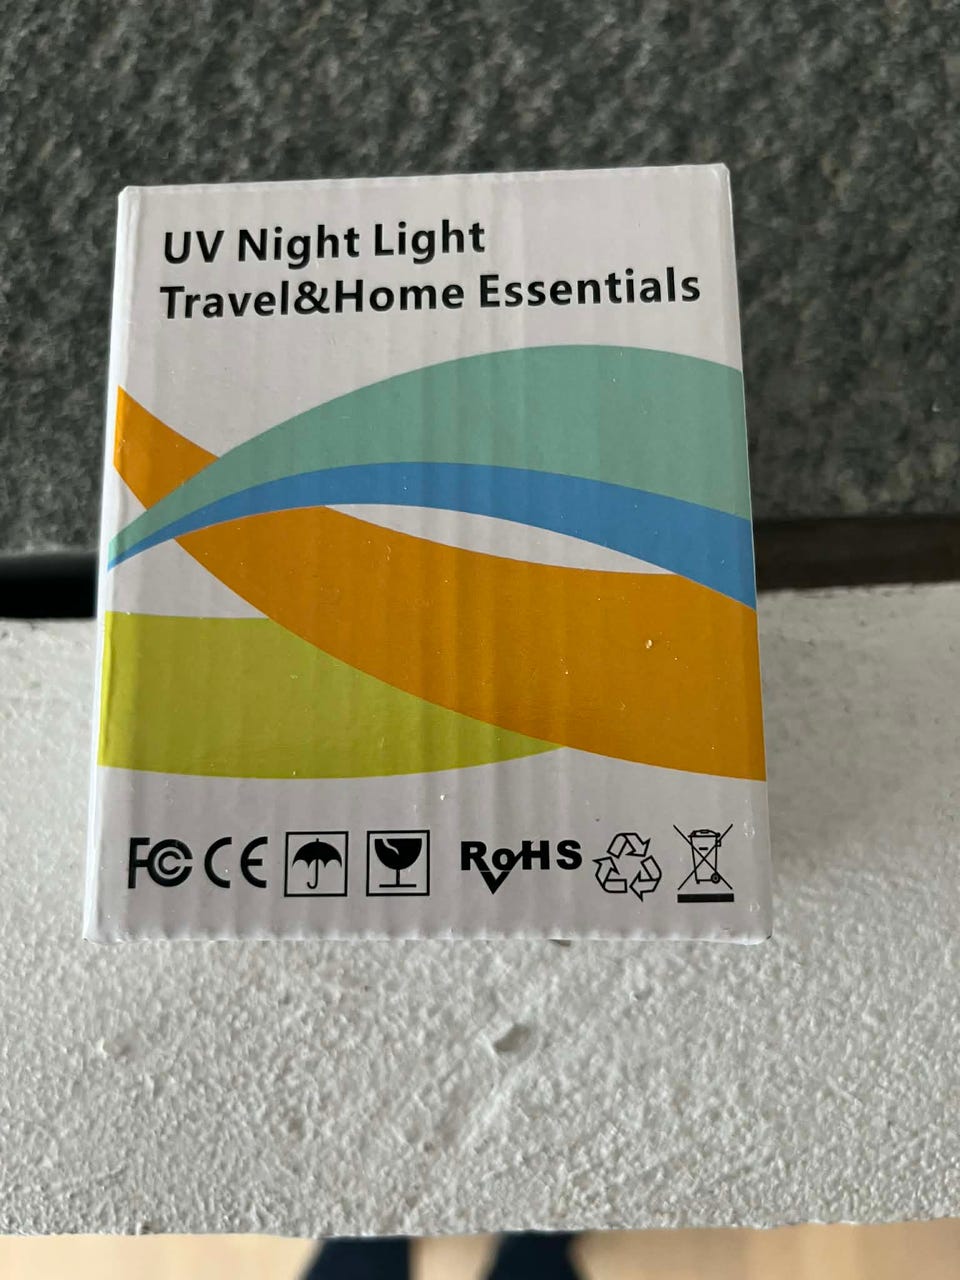 UV Night Light
Travel&Home Essentials
FC CE RoHS